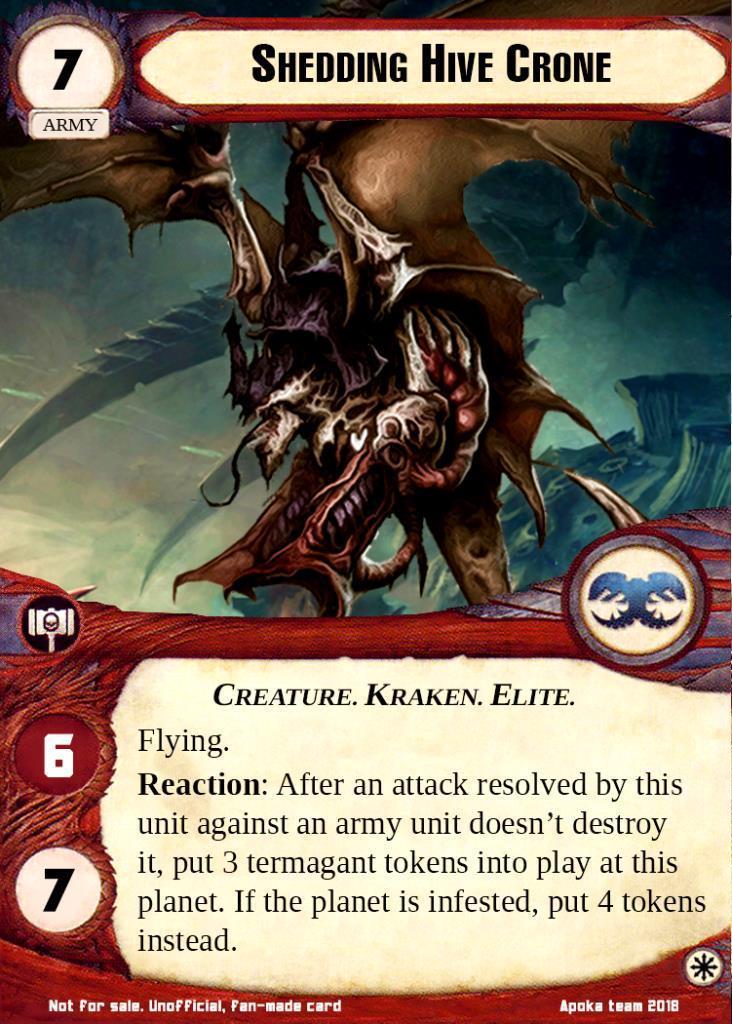 7
ARMY
SHEDDING HIVE CRONE
CREATURE. KRAKEN. ELITE.
6
7
Flying.
Reaction: After an attack resolved by this
unit against an army unit doesn’t destroy
it, put 3 termagant tokens into play at this
planet. If the planet is infested, put 4 tokens
instead.
Not for sale. Unofficial, fan-made card
Apoka team 2018